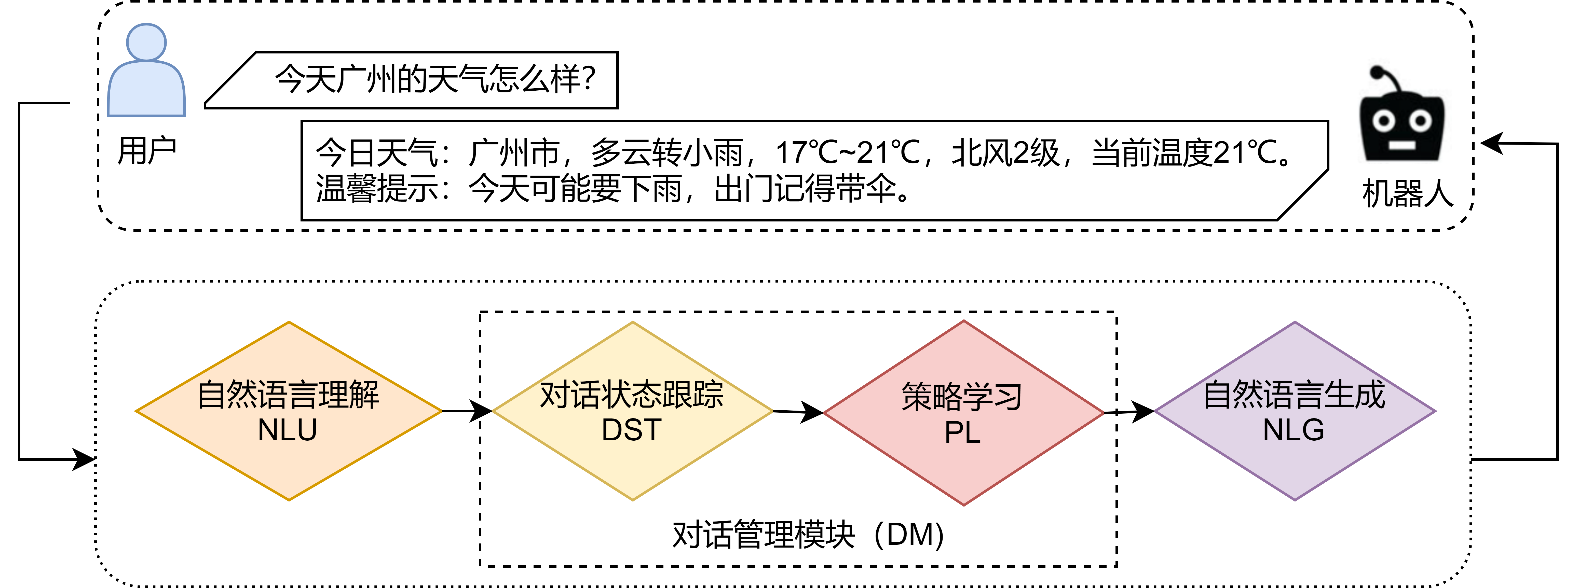 今天广州的天气怎么样？
用户
今日天气：广州市，多云转小雨，17℃~21℃，北风2级，当前温度21℃。
温馨提示：今天可能要下雨，出门记得带伞。
机器人
自然语言理解
NLU
对话状态跟踪
DST
策略学习
PL
自然语言生成
NLG
对话管理模块（DM)